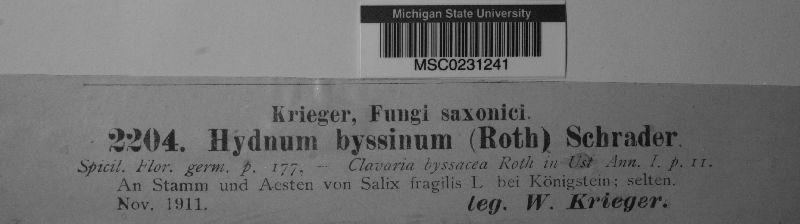 Michigan State University
MSC0231241
Krieger, Fungi saxonici.
2204. Hydnum byssinum (Roth) Schrader.
Spicil. Flor. germ. p. 177, — Clavaria byssacea Roth in Ust Ann. I. p. 11.
An Stamm und Aesten von Salix fragilis L bei Königstein; selten.
Nov. 1911. leg. W. Krieger.